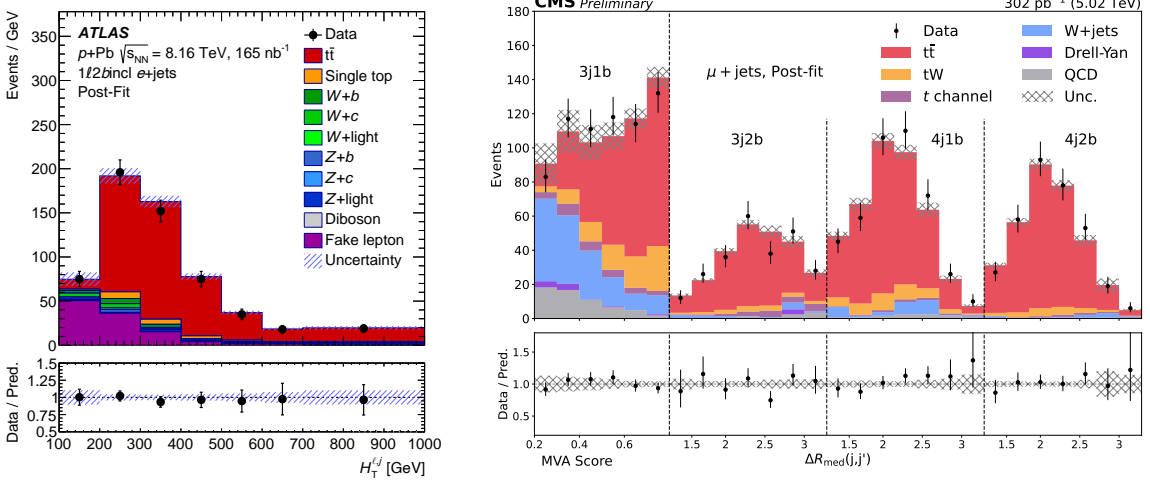 ATLAS
p+Pb √sNN = 8.16 TeV, 165 nb-1
1ℓ2bincl e+jets
Post-Fit
Data
tt̄
Single top
W+b
W+c
W+light
Z+b
Z+c
Z+light
Diboson
Fake lepton
Uncertainty
Events / GeV
350
300
250
200
150
100
50
0
Data / Pred.
1.5
1.25
1
0.75
0.5
100 200 300 400 500 600 700 800 900 1000
H_T^ℓ,j [GeV]
CMS Preliminary
302 pb−1 (5.02 TeV)
Data
tt̄
tW
t channel
W+jets
Drell-Yan
QCD
Unc.
μ + jets, Post-fit
3j1b
3j2b
4j1b
4j2b
Events
180
160
140
120
100
80
60
40
20
0
Data / Pred.
1.5
1.0
0.5
0.2 0.4 0.6 1.5 2 2.5 3 1.5 2 2.5 3 1.5 2 2.5 3
MVA Score
ΔRmed(j,j')